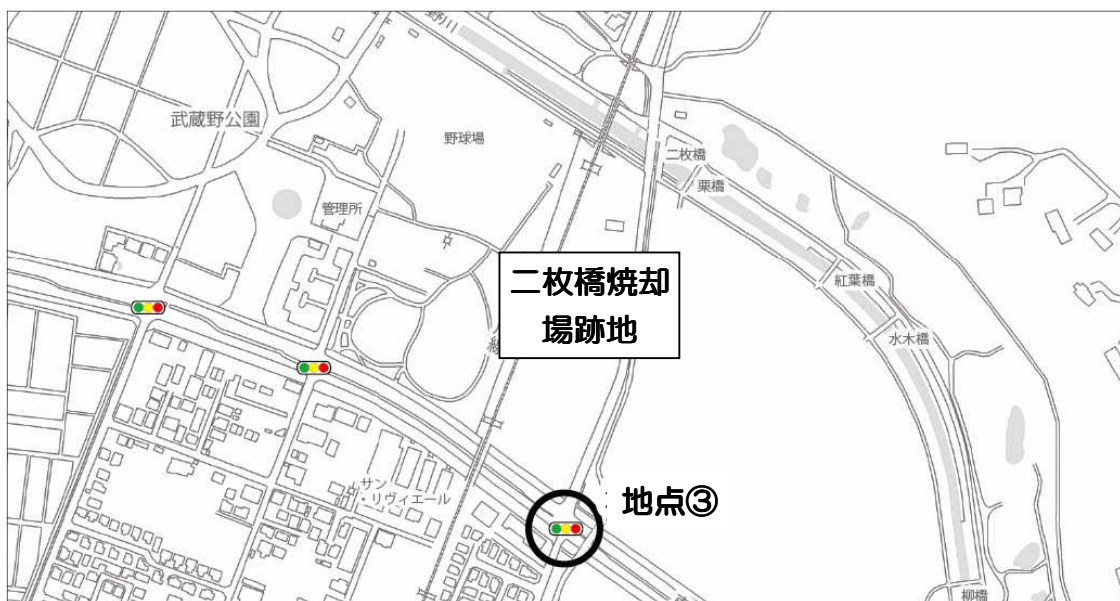 野川
武蔵野公園
野球場
二枚橋
栗橋
管理所
二枚橋焼却
場跡地
紅葉橋
水木橋
サン
・リヴィエール
地点③
柳橋